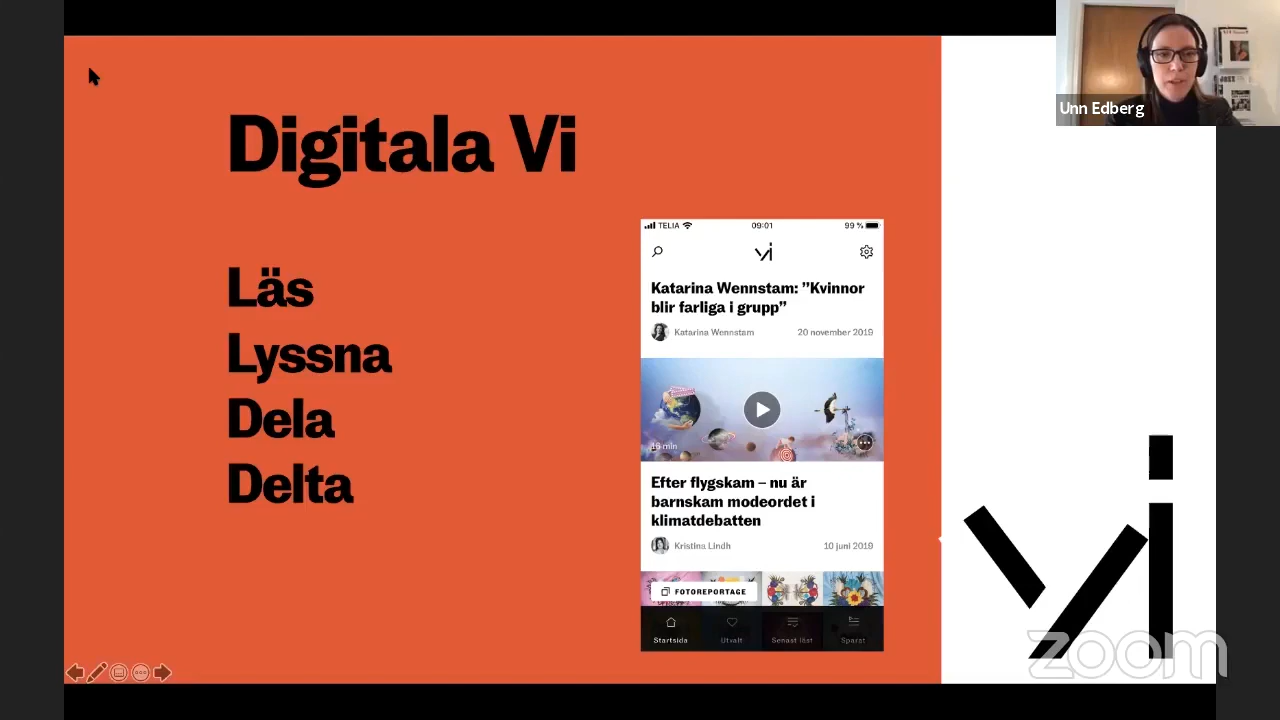 Digitala Vi
Läs
Lyssna
Dela
Delta
TELIA
09:01
99 %
vi
Katarina Wennstam: ”Kvinnor
blir farliga i grupp”
Katarina Wennstam
20 november 2019
16 min
Efter flygskam – nu är
barnskam modeordet i
klimatdebatten
Kristina Lindh
10 juni 2019
FOTOREPORTAGE
Startsida
Utvalt
Senast läst
Sparat
Unn Edberg
vi
zoom